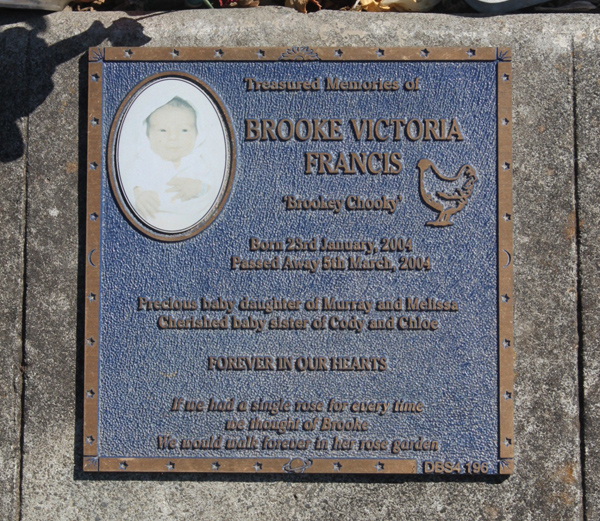 Treasured Memories of
BROOKE VICTORIA
FRANCIS
'Brookey Chooky'
Born 23rd January, 2004
Passed Away 5th March, 2004
Precious baby daughter of Murray and Melissa
Cherished baby sister of Cody and Chloe
FOREVER IN OUR HEARTS
If we had a single rose for every time
we thought of Brooke
We would walk forever in her rose garden
DBS4 196